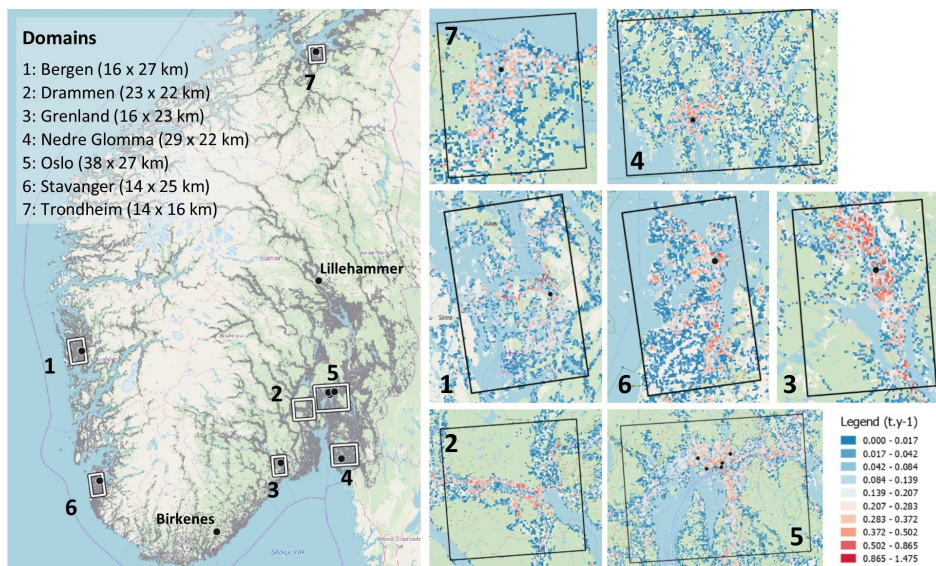 Domains
1: Bergen (16 x 27 km)
2: Drammen (23 x 22 km)
3: Grenland (16 x 23 km)
4: Nedre Glomma (29 x 22 km)
5: Oslo (38 x 27 km)
6: Stavanger (14 x 25 km)
7: Trondheim (14 x 16 km)
7
Lillehammer
1
2
5
3
4
6
Birkenes
Skagerrak
7
4
Askøy
1
6
3
2
5
Legend (t.y-1)
0.000 - 0.017
0.017 - 0.042
0.042 - 0.084
0.084 - 0.139
0.139 - 0.207
0.207 - 0.283
0.283 - 0.372
0.372 - 0.502
0.502 - 0.865
0.865 - 1.475